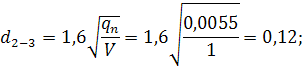 d₂₋₃ = 1,6√(qₙ/V) = 1,6√(0,0055/1) = 0,12;